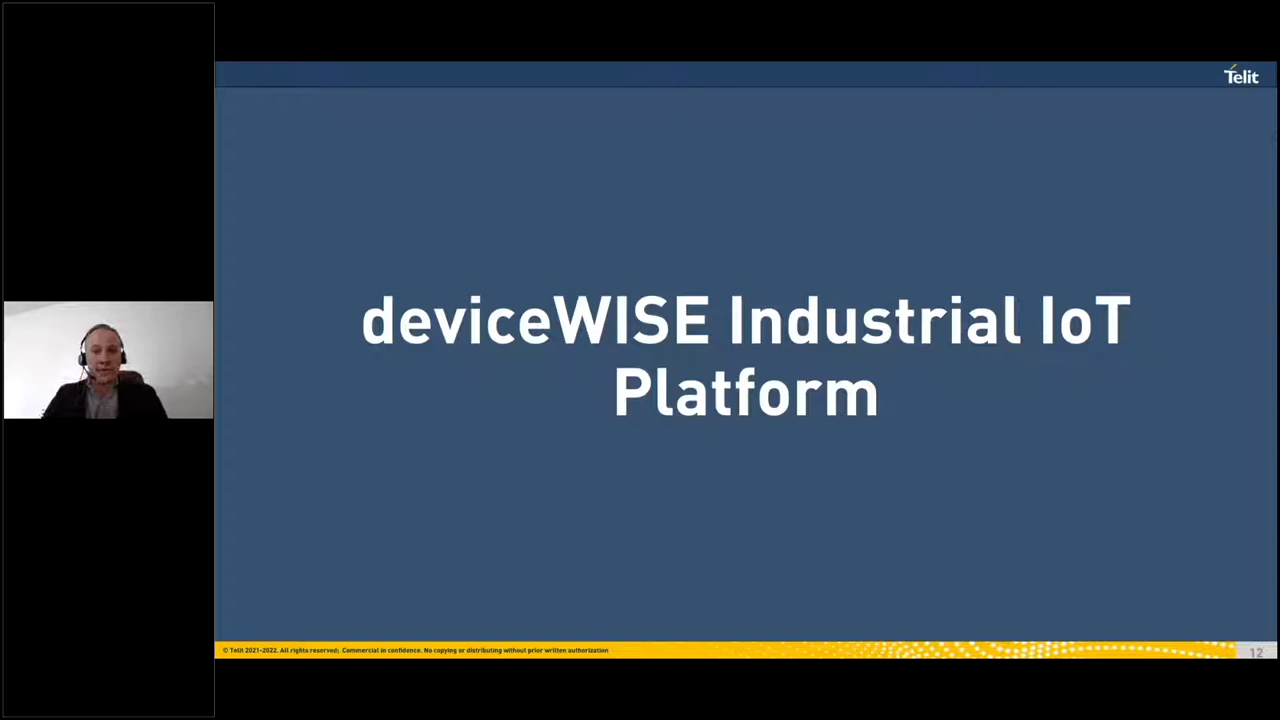 Telit
deviceWISE Industrial IoT
Platform
© Telit 2021-2022. All rights reserved; Commercial in confidence. No copying or distributing without prior written authorization
12